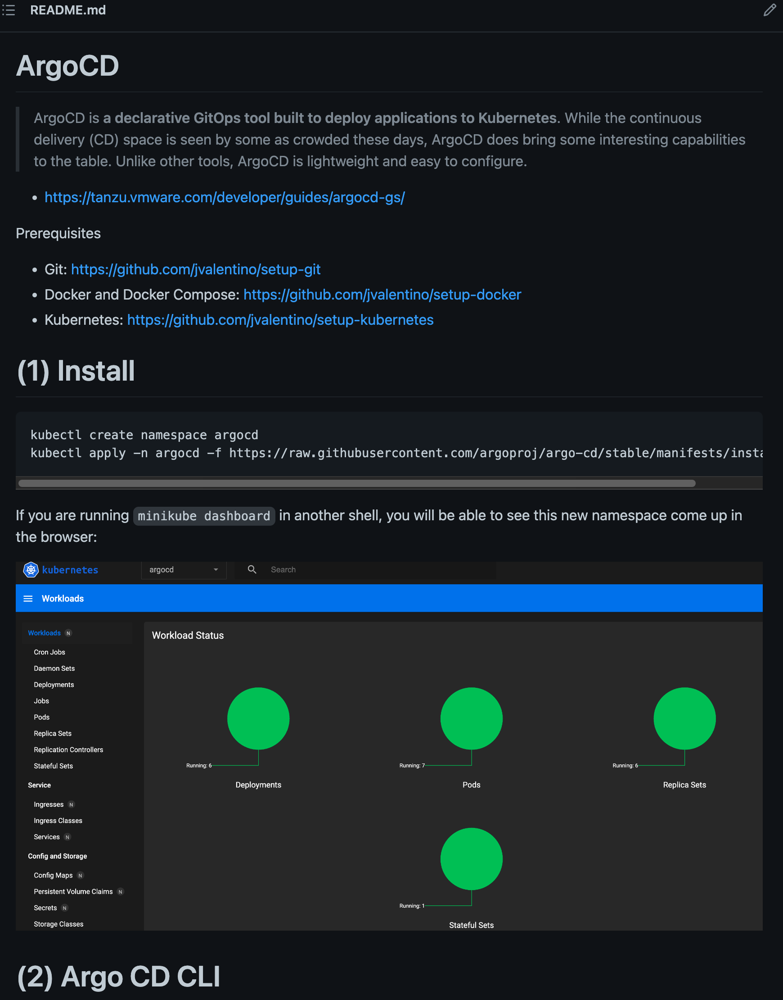 README.md
ArgoCD
ArgoCD is a declarative GitOps tool built to deploy applications to Kubernetes. While the continuous
delivery (CD) space is seen by some as crowded these days, ArgoCD does bring some interesting capabilities
to the table. Unlike other tools, ArgoCD is lightweight and easy to configure.
• https://tanzu.vmware.com/developer/guides/argocd-gs/
Prerequisites
• Git: https://github.com/jvalentino/setup-git
• Docker and Docker Compose: https://github.com/jvalentino/setup-docker
• Kubernetes: https://github.com/jvalentino/setup-kubernetes
(1) Install
kubectl create namespace argocd
kubectl apply -n argocd -f https://raw.githubusercontent.com/argoproj/argo-cd/stable/manifests/insta
If you are running minikube dashboard in another shell, you will be able to see this new namespace come up in
the browser:
kubernetes argocd Search
Workloads
Workloads N
Cron Jobs
Daemon Sets
Deployments
Jobs
Pods
Replica Sets
Replication Controllers
Stateful Sets
Service
Ingresses N
Ingress Classes
Services N
Config and Storage
Config Maps N
Persistent Volume Claims N
Secrets N
Storage Classes
Workload Status
Running: 6 Running: 7 Running: 6
Deployments Pods Replica Sets
Running: 1
Stateful Sets
(2) Argo CD CLI